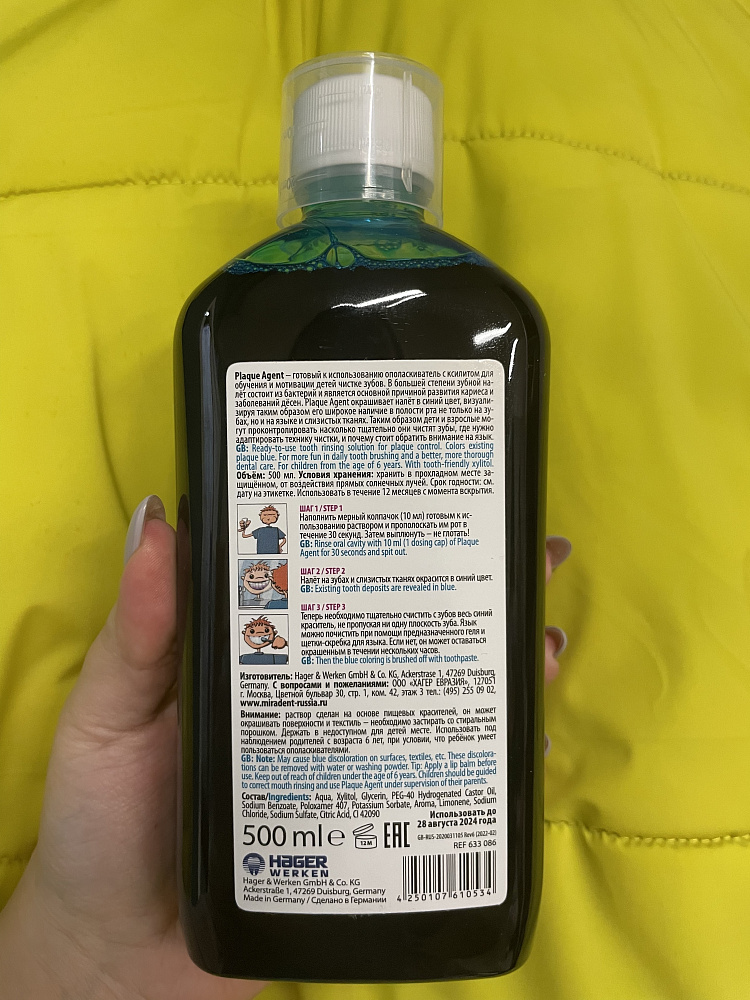 Plaque Agent – готовый к использованию ополаскиватель с ксилитом для
обучения и мотивации детей чистке зубов. В большей степени зубной на-
лёт состоит из бактерий и является основной причиной развития кариеса и
заболеваний дёсен. Plaque Agent окрашивает налёт в синий цвет, визуали-
зируя таким образом его широкое наличие в полости рта не только на зу-
бах, но и на языке и слизистых тканях. Таким образом дети и взрослые мо-
гут проконтролировать насколько тщательно они чистят зубы, где нужно
адаптировать технику чистки, и почему стоит обратить внимание на язык.
GB: Ready-to-use tooth rinsing solution for plaque control. Colors existing
plaque blue. For more fun in daily tooth brushing and a better, more thorough
dental care. For children from the age of 6 years. With tooth-friendly xylitol.
Объём: 500 мл. Условия хранения: хранить в прохладном месте за-
щищённом, от воздействия прямых солнечных лучей. Срок годности: см.
дату на этикетке. Использовать в течение 12 месяцев с момента вскрытия.
ШАГ 1 / STEP 1
Наполнить мерный колпачок (10 мл) готовым к ис-
пользованию раствором и прополоскать им рот в
течение 30 секунд. Затем выплюнуть – не глотать!
GB: Rinse oral cavity with 10 ml (1 dosing cap) of Plaque
Agent for 30 seconds and spit out.
ШАГ 2 / STEP 2
Налёт на зубах и слизистых тканях окрасится в синий цвет.
GB: Existing tooth deposits are revealed in blue.
ШАГ 3 / STEP 3
Теперь необходимо тщательно счистить с зубов весь синий
краситель, не пропуская ни одну плоскость зуба. Язык
можно почистить при помощи предназначенного геля и
щетки-скребка для языка. Если нет, он может оставаться
окрашенным в течении нескольких часов.
GB: Then the blue coloring is brushed off with toothpaste.
Изготовитель: Hager & Werken GmbH & Co. KG, Ackerstrasse 1, 47269 Duisburg,
Germany. С вопросами и пожеланиями: ООО «ХАГЕР ЕВРАЗИЯ», 127051
г. Москва, Цветной бульвар 30, стр. 1, ком. 42, этаж 3 тел.: (495) 255 09 02,
www.miradent-russia.ru
Внимание: раствор сделан на основе пищевых красителей, он может
окрашивать поверхности и текстиль – необходимо застирать со стиральным
порошком. Держать в недоступном для детей месте. Использовать под
наблюдением родителей с возраста 6 лет, при условии, что ребёнок умеет
пользоваться ополаскивателями.
GB: Note: May cause blue discoloration on surfaces, textiles, etc. These discolora-
tions can be removed with water or washing powder. Tip: Apply a lip balm before
use. Keep out of reach of children under the age of 6 years. Children should be guided
to correct mouth rinsing and use Plaque Agent under supervision of their parents.
Состав/Ingredients: Aqua, Xylitol, Glycerin, PEG-40 Hydrogenated Castor Oil,
Sodium Benzoate, Poloxamer 407, Potassium Sorbate, Aroma, Limonene, Sodium
Chloride, Sodium Sulfate, Citric Acid, CI 42090
Использовать до
28 августа 2024 года
500 ml e 12 M EAC
GB-RUS-2020031105 Rev6 (2022-02)
REF 633 086
HAGER
WERKEN
Hager & Werken GmbH & Co. KG
Ackerstraße 1, 47269 Duisburg, Germany
Made in Germany / Сделано в Германии
4 250107 610534